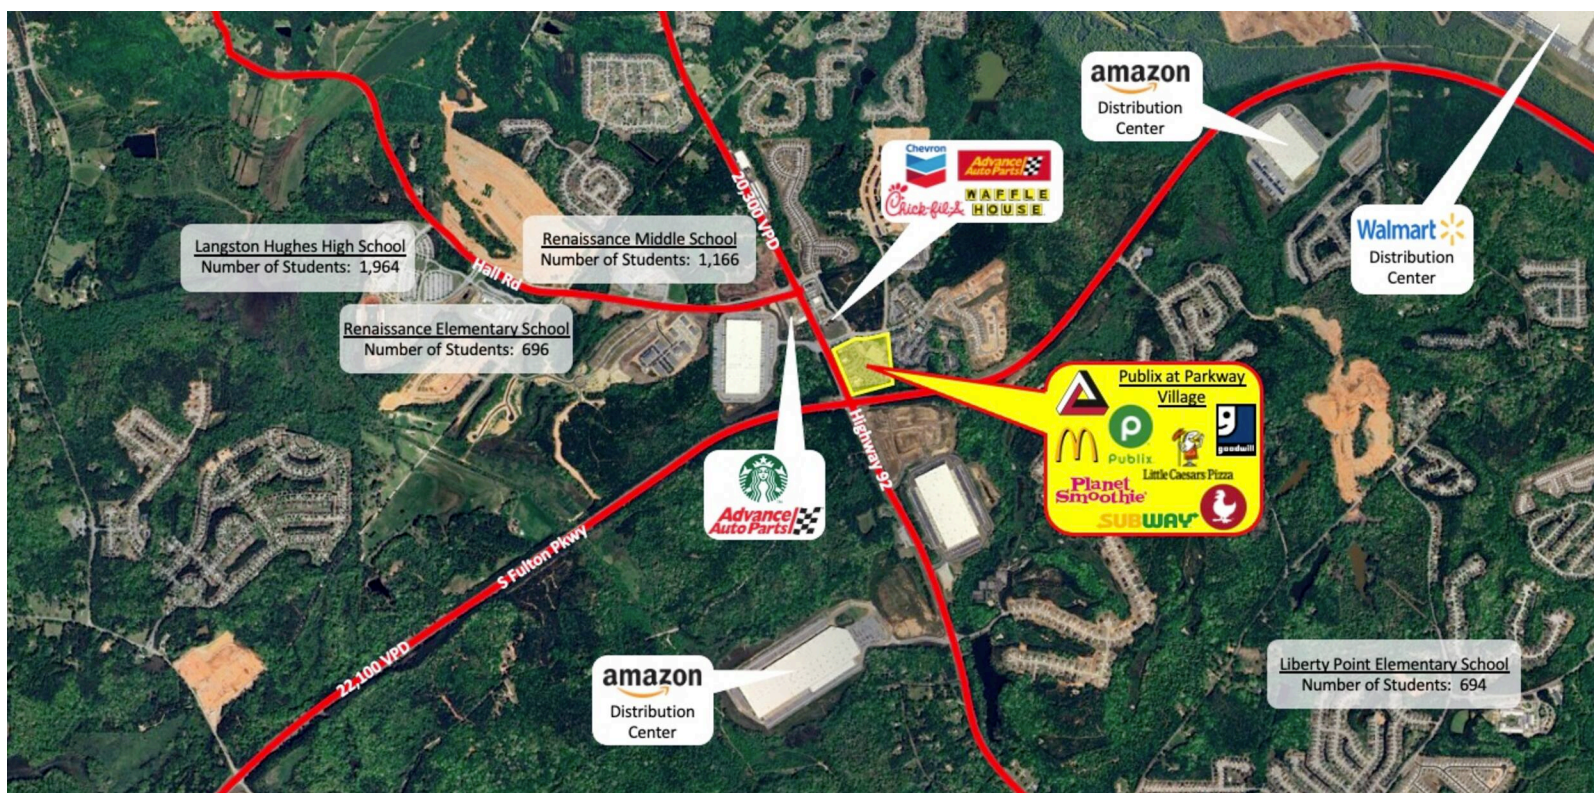 amazon
Distribution
Center
Chevron
Advance
Auto Parts
Chick-fil-A
WAFFLE
HOUSE
20,300 VPD
Walmart
Distribution
Center
Langston Hughes High School
Number of Students: 1,964
Renaissance Middle School
Number of Students: 1,166
Hall Rd
Renaissance Elementary School
Number of Students: 696
Publix at Parkway
Village
Publix
goodwill
Little Caesars Pizza
Planet
Smoothie
SUBWAY
Highway 92
Advance
Auto Parts
S Fulton Pkwy
22,100 VPD
amazon
Distribution
Center
Liberty Point Elementary School
Number of Students: 694